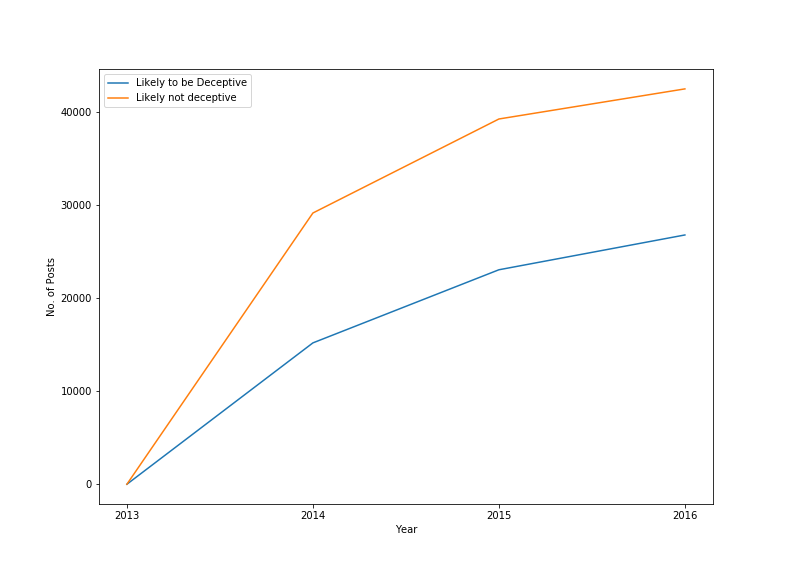 Likely to be Deceptive
Likely not deceptive
40000
30000
20000
10000
0
No. of Posts
2013 2014 2015 2016
Year